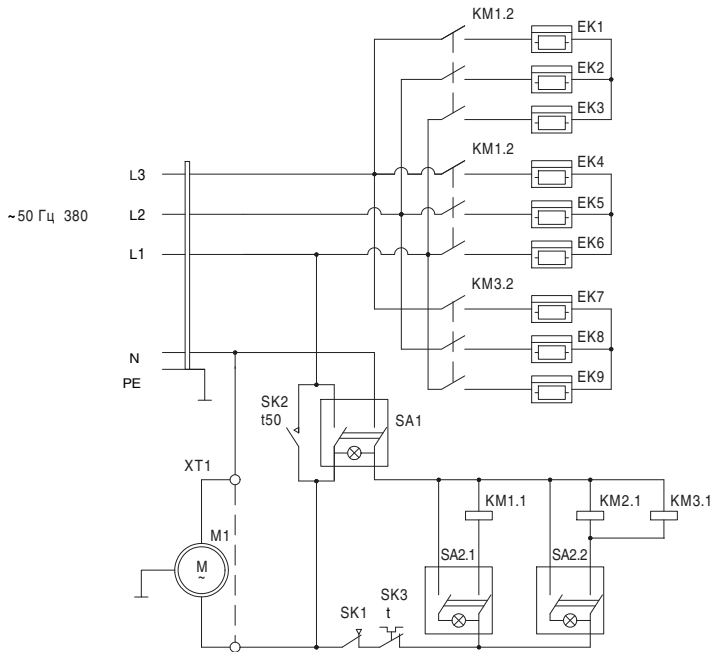 KM1.2
EK1
EK2
EK3
KM1.2
L3
EK4
~50 Гц 380
L2
EK5
L1
EK6
KM3.2
EK7
N
EK8
PE
EK9
SK2
t50
SA1
XT1
KM1.1
KM2.1
KM3.1
M1
M
~
SA2.1
SA2.2
SK1
SK3
t